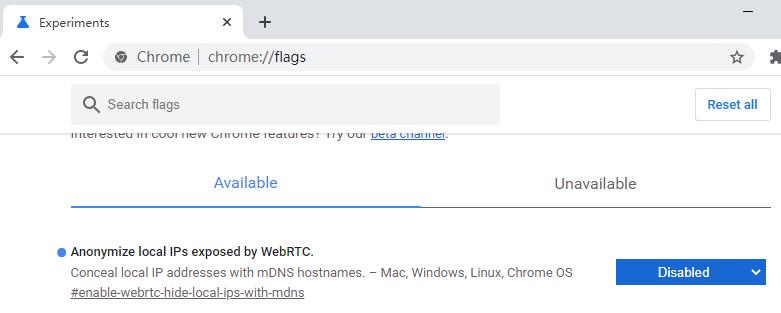 Experiments
Chrome | chrome://flags
Search flags
Reset all
Interested in cool new Chrome features? Try our beta channel.
Available
Unavailable
Anonymize local IPs exposed by WebRTC.
Conceal local IP addresses with mDNS hostnames. – Mac, Windows, Linux, Chrome OS
Disabled
#enable-webrtc-hide-local-ips-with-mdns